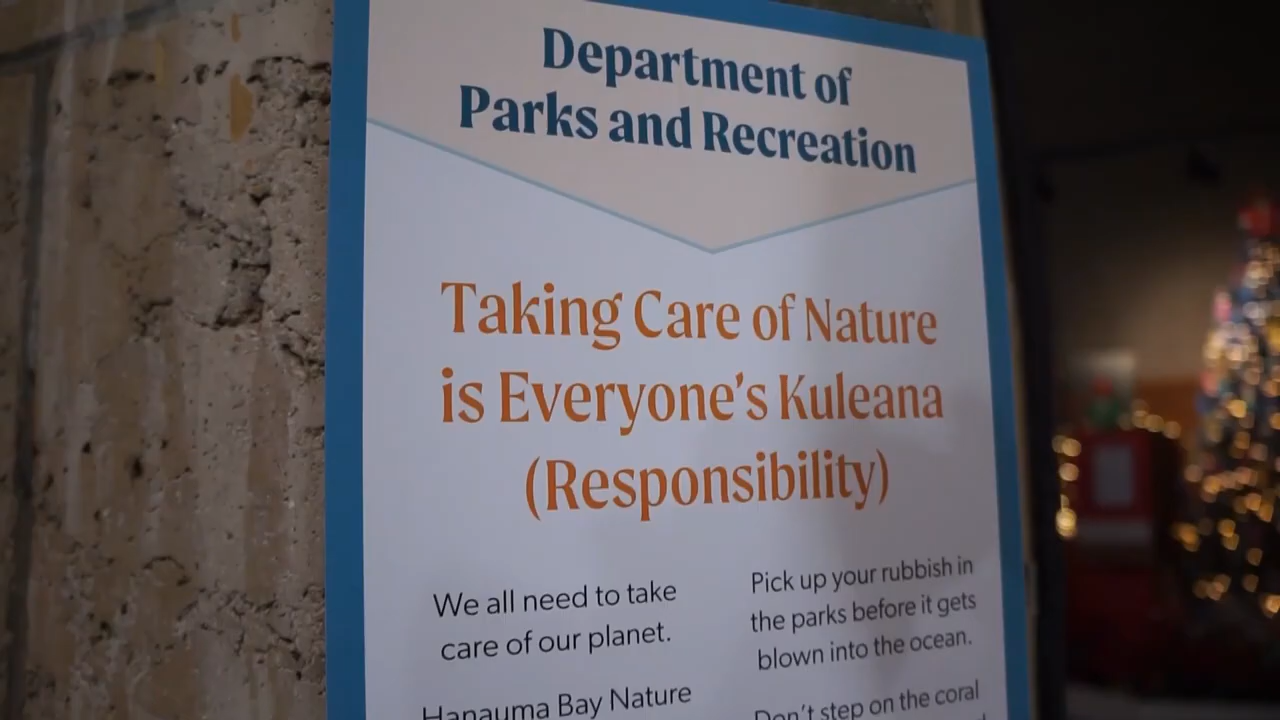 Department of
Parks and Recreation
Taking Care of Nature
is Everyone's Kuleana
(Responsibility)
We all need to take
care of our planet.
Hanauma Bay Nature
Pick up your rubbish in
the parks before it gets
blown into the ocean.
Don't step on the coral